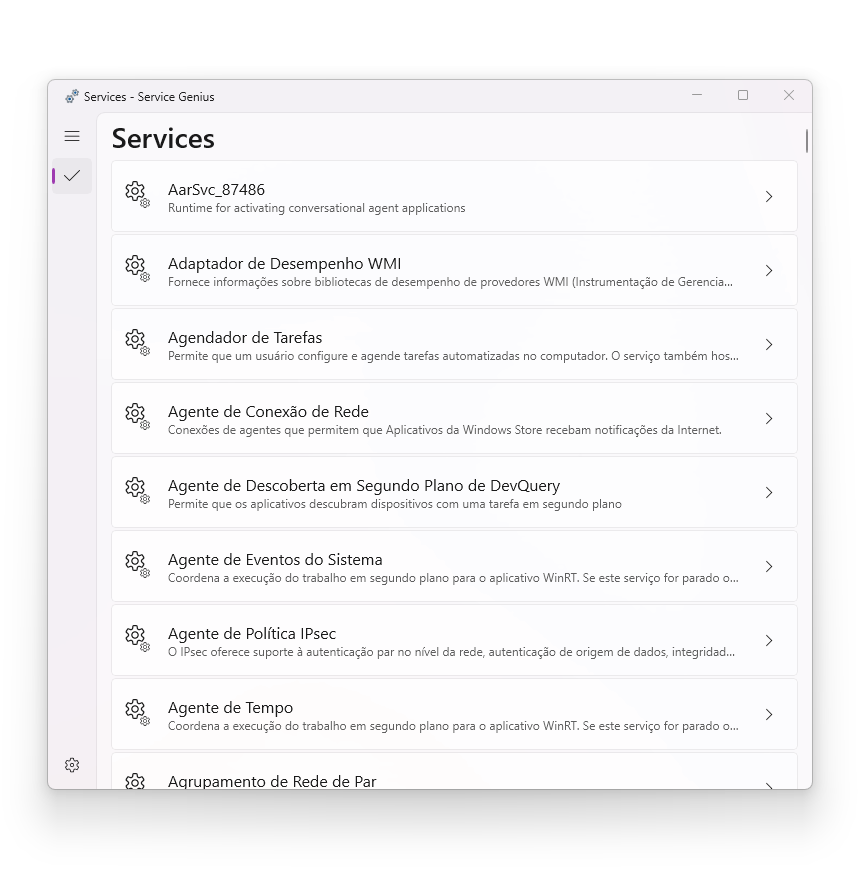 Services - Service Genius
Services
AarSvc_87486
Runtime for activating conversational agent applications
Adaptador de Desempenho WMI
Fornece informações sobre bibliotecas de desempenho de provedores WMI (Instrumentação de Gerencia...
Agendador de Tarefas
Permite que um usuário configure e agende tarefas automatizadas no computador. O serviço também hos...
Agente de Conexão de Rede
Conexões de agentes que permitem que Aplicativos da Windows Store recebam notificações da Internet.
Agente de Descoberta em Segundo Plano de DevQuery
Permite que os aplicativos descubram dispositivos com uma tarefa em segundo plano
Agente de Eventos do Sistema
Coordena a execução do trabalho em segundo plano para o aplicativo WinRT. Se este serviço for parado o...
Agente de Política IPsec
O IPsec oferece suporte à autenticação par no nível da rede, autenticação de origem de dados, integridad...
Agente de Tempo
Coordena a execução do trabalho em segundo plano para o aplicativo WinRT. Se este serviço for parado o...
Agrupamento de Rede de Par